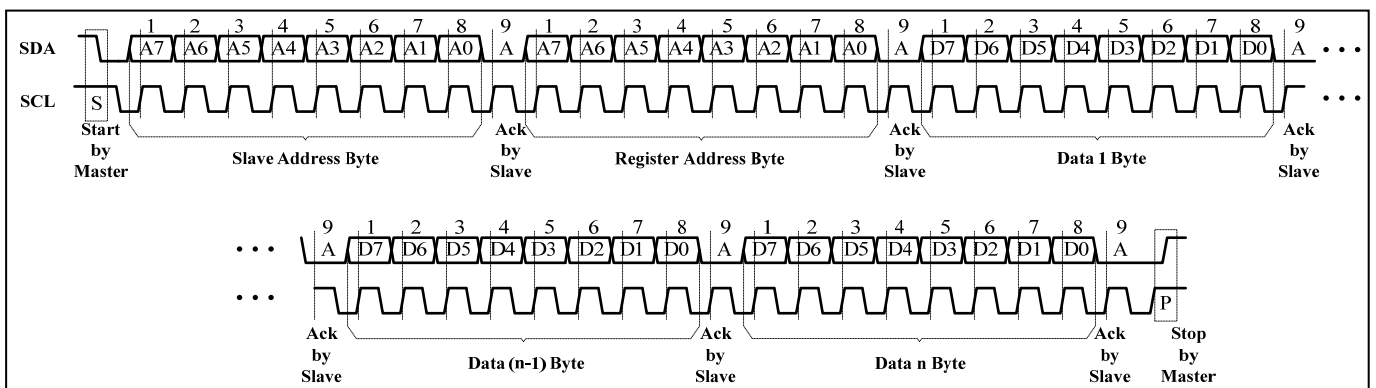 1 2 3 4 5 6 7 8 9 1 2 3 4 5 6 7 8 9 1 2 3 4 5 6 7 8 9
SDA A7 A6 A5 A4 A3 A2 A1 A0 A A7 A6 A5 A4 A3 A2 A1 A0 A D7 D6 D5 D4 D3 D2 D1 D0 A • • •
SCL S • • •
Start by Master
Slave Address Byte
Ack by Slave
Register Address Byte
Ack by Slave
Data 1 Byte
Ack by Slave
9 1 2 3 4 5 6 7 8 9 1 2 3 4 5 6 7 8 9
• • • A D7 D6 D5 D4 D3 D2 D1 D0 A D7 D6 D5 D4 D3 D2 D1 D0 A
• • • P
Ack by Slave
Data (n-1) Byte
Ack by Slave
Data n Byte
Ack by Slave
Stop by Master